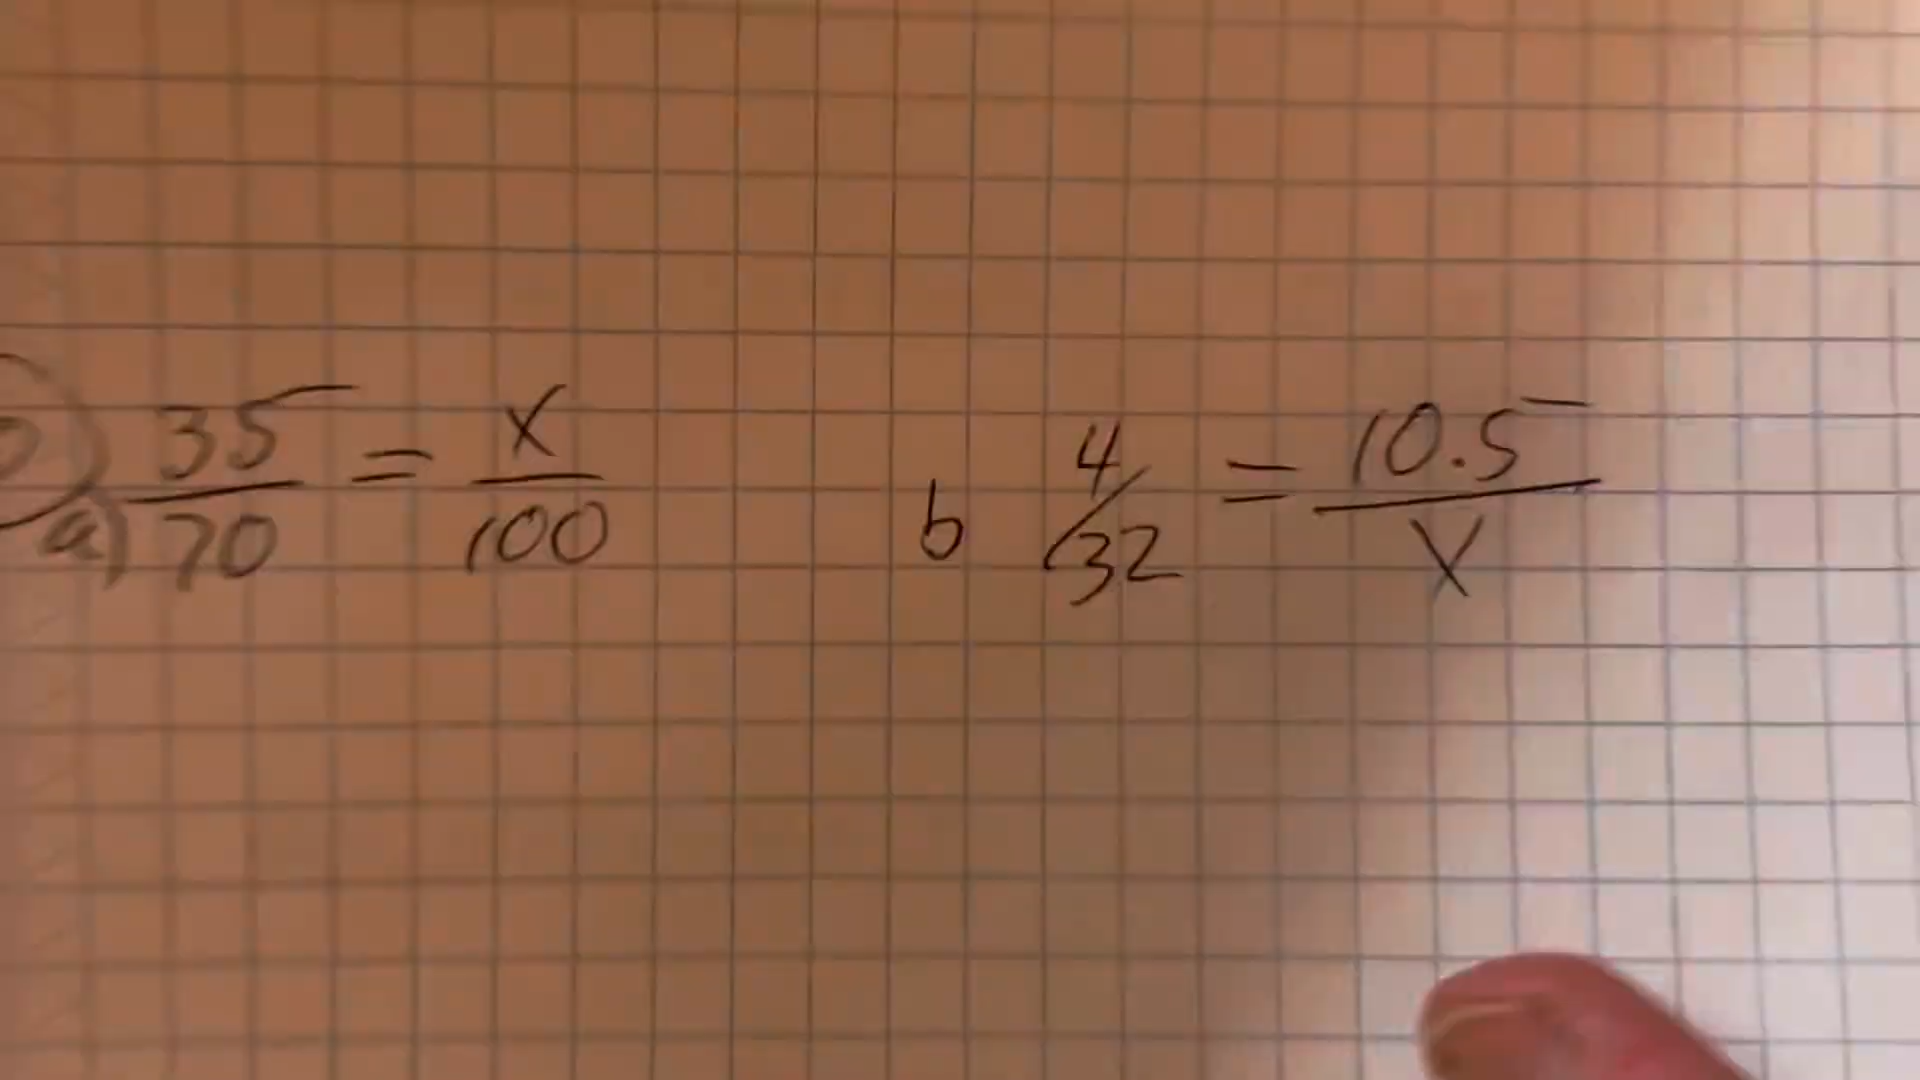 a) 35/70 = x/100
b 4/32 = 10.5/x